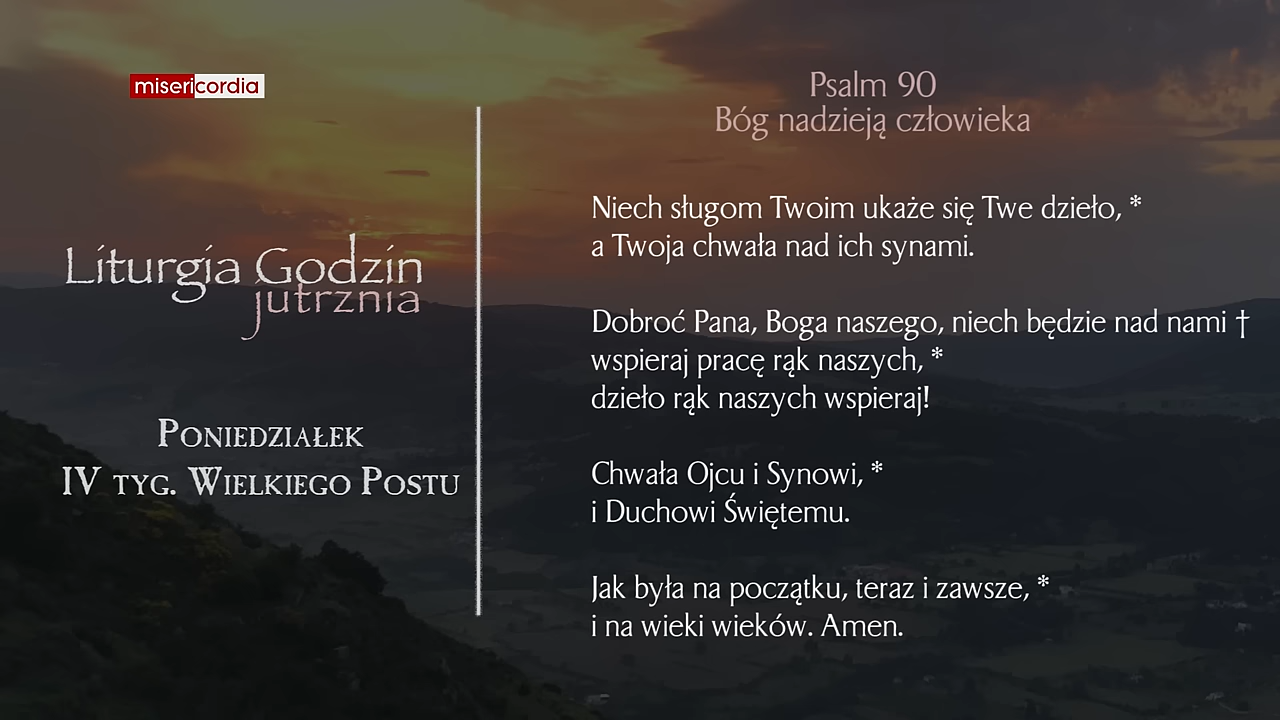 misericordia
Liturgia Godzin
jutrznia
Poniedziałek
IV tyg. Wielkiego Postu
Psalm 90
Bóg nadzieją człowieka
Niech sługom Twoim ukaże się Twe dzieło, *
a Twoja chwała nad ich synami.
Dobroć Pana, Boga naszego, niech będzie nad nami †
wspieraj pracę rąk naszych, *
dzieło rąk naszych wspieraj!
Chwała Ojcu i Synowi, *
i Duchowi Świętemu.
Jak była na początku, teraz i zawsze, *
i na wieki wieków. Amen.